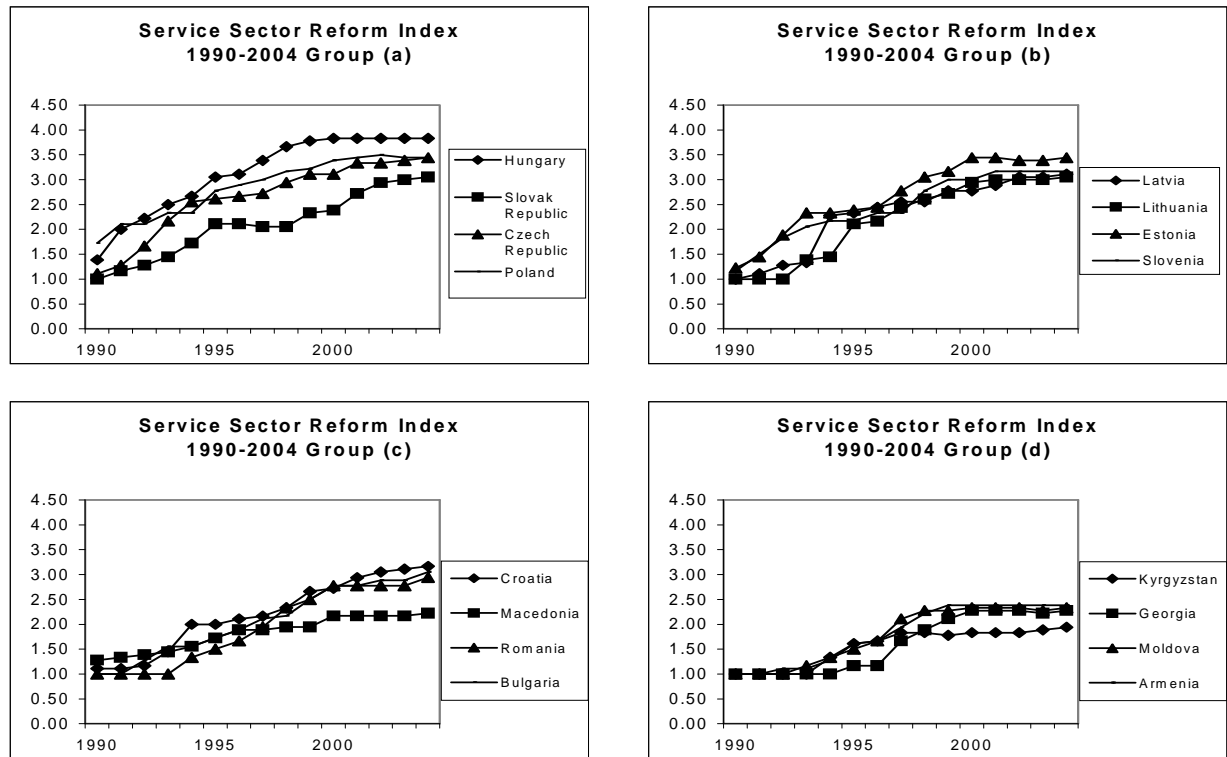 Service Sector Reform Index
1990-2004 Group (a)
4.50
4.00
3.50
3.00
2.50
2.00
1.50
1.00
0.50
0.00
1990
1995
2000
Hungary
Slovak
Republic
Czech
Republic
Poland
Service Sector Reform Index
1990-2004 Group (b)
4.50
4.00
3.50
3.00
2.50
2.00
1.50
1.00
0.50
0.00
1990
1995
2000
Latvia
Lithuania
Estonia
Slovenia
Service Sector Reform Index
1990-2004 Group (c)
4.50
4.00
3.50
3.00
2.50
2.00
1.50
1.00
0.50
0.00
1990
1995
2000
Croatia
Macedonia
Romania
Bulgaria
Service Sector Reform Index
1990-2004 Group (d)
4.50
4.00
3.50
3.00
2.50
2.00
1.50
1.00
0.50
0.00
1990
1995
2000
Kyrgyzstan
Georgia
Moldova
Armenia